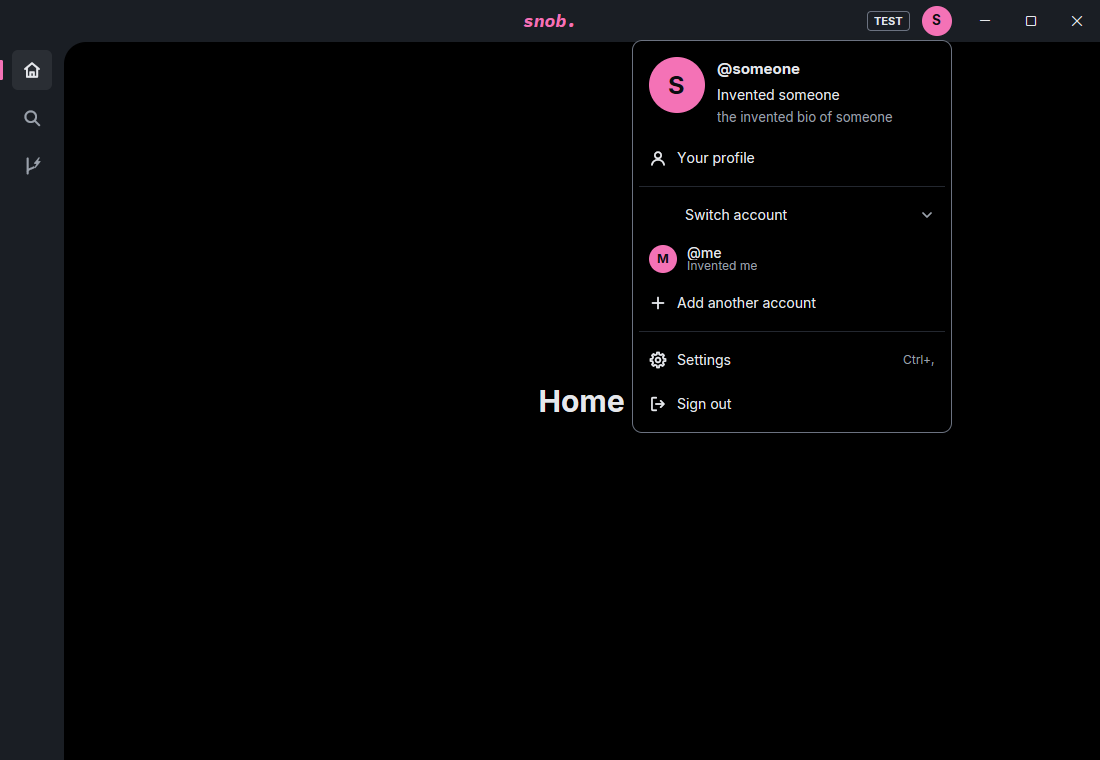 snob.
TEST
S
S
@someone
Invented someone
the invented bio of someone
Your profile
Switch account
M
@me
Invented me
Add another account
Settings
Ctrl+,
Sign out
Home